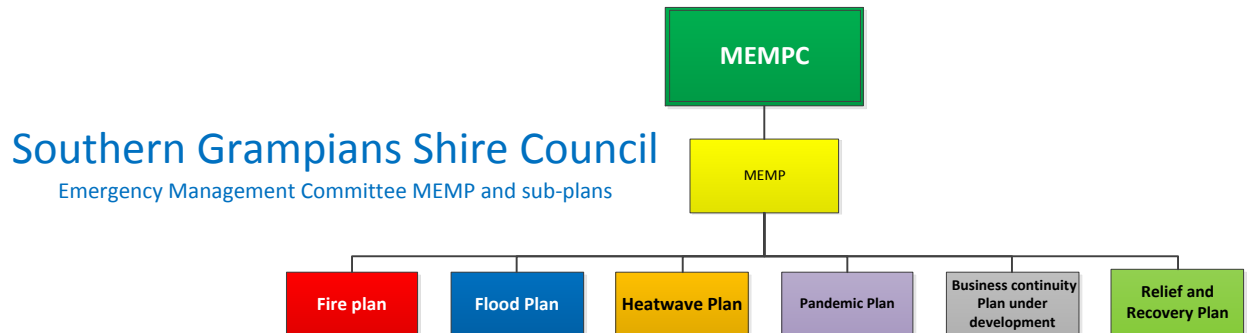 MEMPC
Southern Grampians Shire Council
Emergency Management Committee MEMP and sub-plans
MEMP
Fire plan
Flood Plan
Heatwave Plan
Pandemic Plan
Business continuity
Plan under
development
Relief and
Recovery Plan